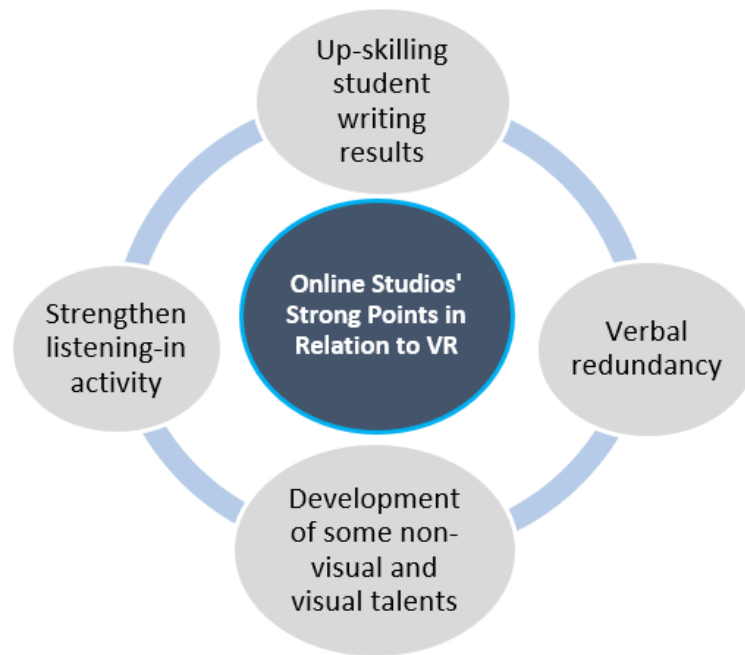 Up-skilling
student
writing
results
Online Studios'
Strong Points in
Relation to VR
Strengthen
listening-in
activity
Verbal
redundancy
Development
of some non-
visual and
visual talents